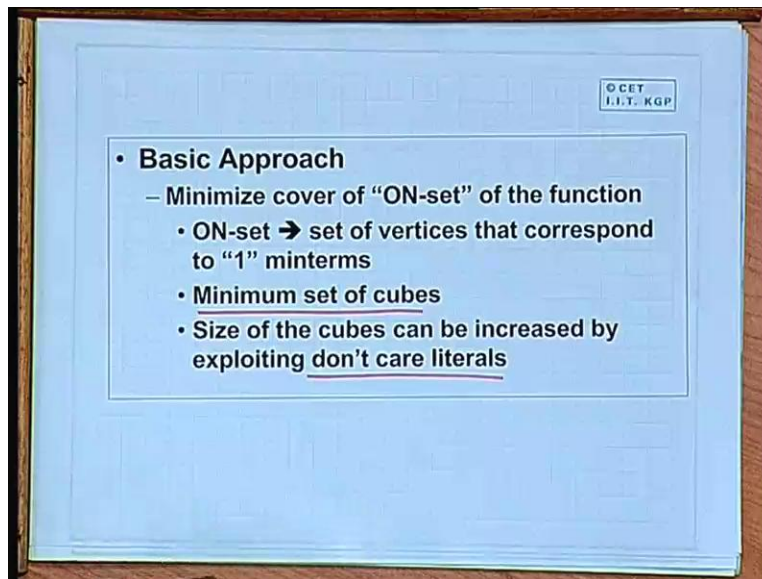 © CET
I.I.T. KGP
• Basic Approach
– Minimize cover of “ON-set” of the function
• ON-set ➔ set of vertices that correspond
to “1” minterms
• Minimum set of cubes
• Size of the cubes can be increased by
exploiting don’t care literals